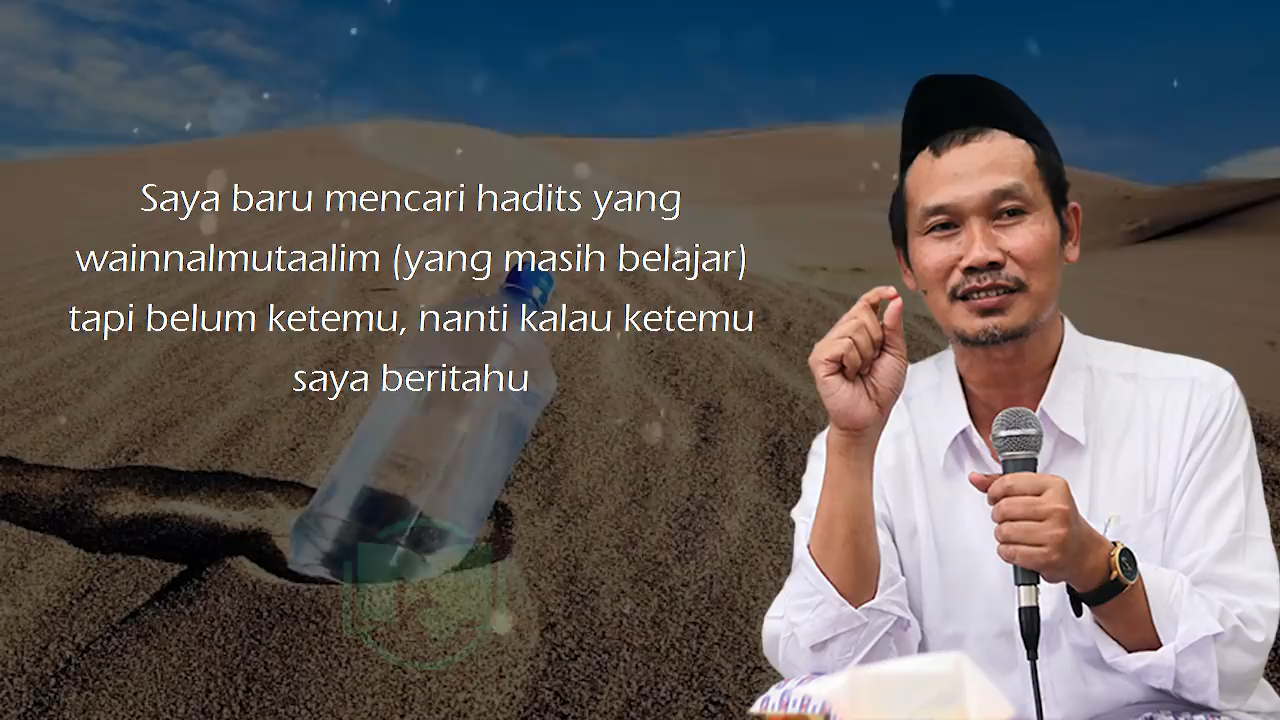 Saya baru mencari hadits yang
wainnalmutaalim (yang masih belajar)
tapi belum ketemu, nanti kalau ketemu
saya beritahu